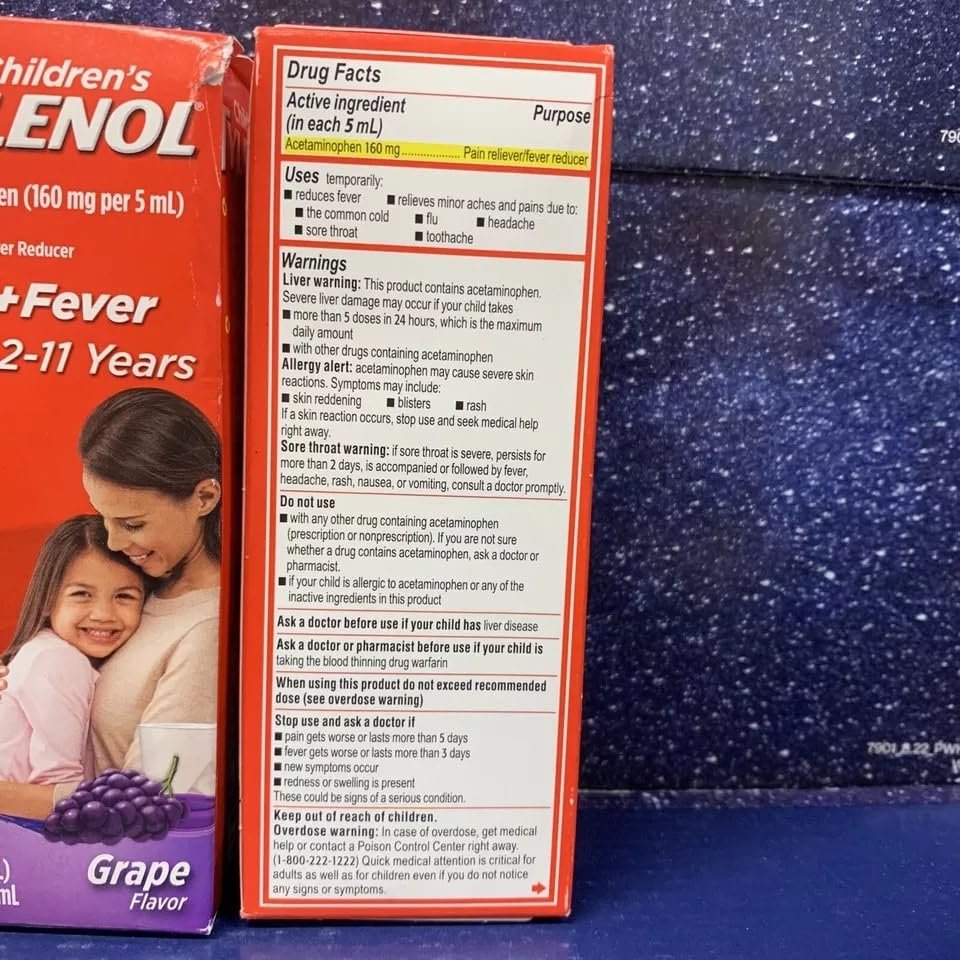 hildren's
LENOL®
en (160 mg per 5 mL)
er Reducer
+Fever
2-11 Years
Grape
Flavor
mL
Drug Facts
Active ingredient
(in each 5 mL) Purpose
Acetaminophen 160 mg................... Pain reliever/fever reducer
Uses temporarily:
■ reduces fever ■ relieves minor aches and pains due to:
■ the common cold ■ flu ■ headache
■ sore throat ■ toothache
Warnings
Liver warning: This product contains acetaminophen.
Severe liver damage may occur if your child takes
■ more than 5 doses in 24 hours, which is the maximum
daily amount
■ with other drugs containing acetaminophen
Allergy alert: acetaminophen may cause severe skin
reactions. Symptoms may include:
■ skin reddening ■ blisters ■ rash
If a skin reaction occurs, stop use and seek medical help
right away.
Sore throat warning: if sore throat is severe, persists for
more than 2 days, is accompanied or followed by fever,
headache, rash, nausea, or vomiting, consult a doctor promptly.
Do not use
■ with any other drug containing acetaminophen
(prescription or nonprescription). If you are not sure
whether a drug contains acetaminophen, ask a doctor or
pharmacist.
■ if your child is allergic to acetaminophen or any of the
inactive ingredients in this product
Ask a doctor before use if your child has liver disease
Ask a doctor or pharmacist before use if your child is
taking the blood thinning drug warfarin
When using this product do not exceed recommended
dose (see overdose warning)
Stop use and ask a doctor if
■ pain gets worse or lasts more than 5 days
■ fever gets worse or lasts more than 3 days
■ new symptoms occur
■ redness or swelling is present
These could be signs of a serious condition.
Keep out of reach of children.
Overdose warning: In case of overdose, get medical
help or contact a Poison Control Center right away.
(1-800-222-1222) Quick medical attention is critical for
adults as well as for children even if you do not notice
any signs or symptoms.
790